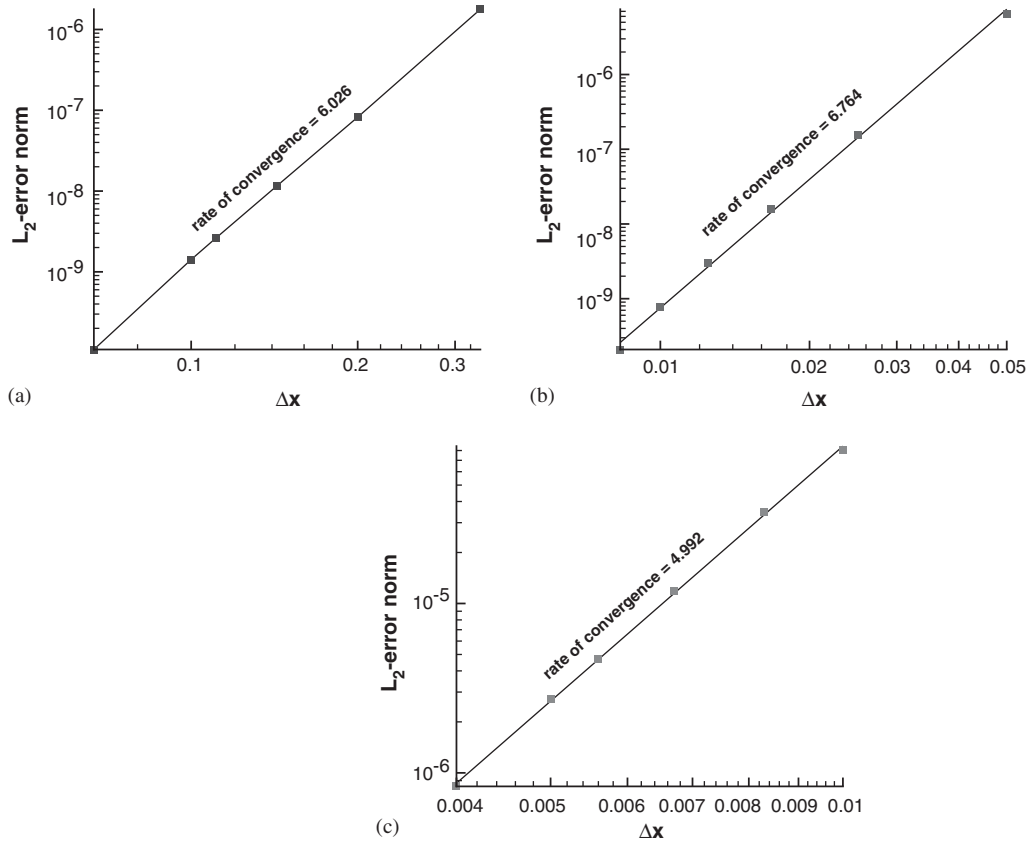 10⁻⁶
10⁻⁷
10⁻⁸
10⁻⁹
L₂-error norm
rate of convergence = 6.026
0.1
0.2
0.3
Δx
(a)
10⁻⁶
10⁻⁷
10⁻⁸
10⁻⁹
L₂-error norm
rate of convergence = 6.764
0.01
0.02
0.03
0.04
0.05
Δx
(b)
10⁻⁵
10⁻⁶
L₂-error norm
rate of convergence = 4.992
0.004
0.005
0.006
0.007
0.008
0.009
0.01
Δx
(c)